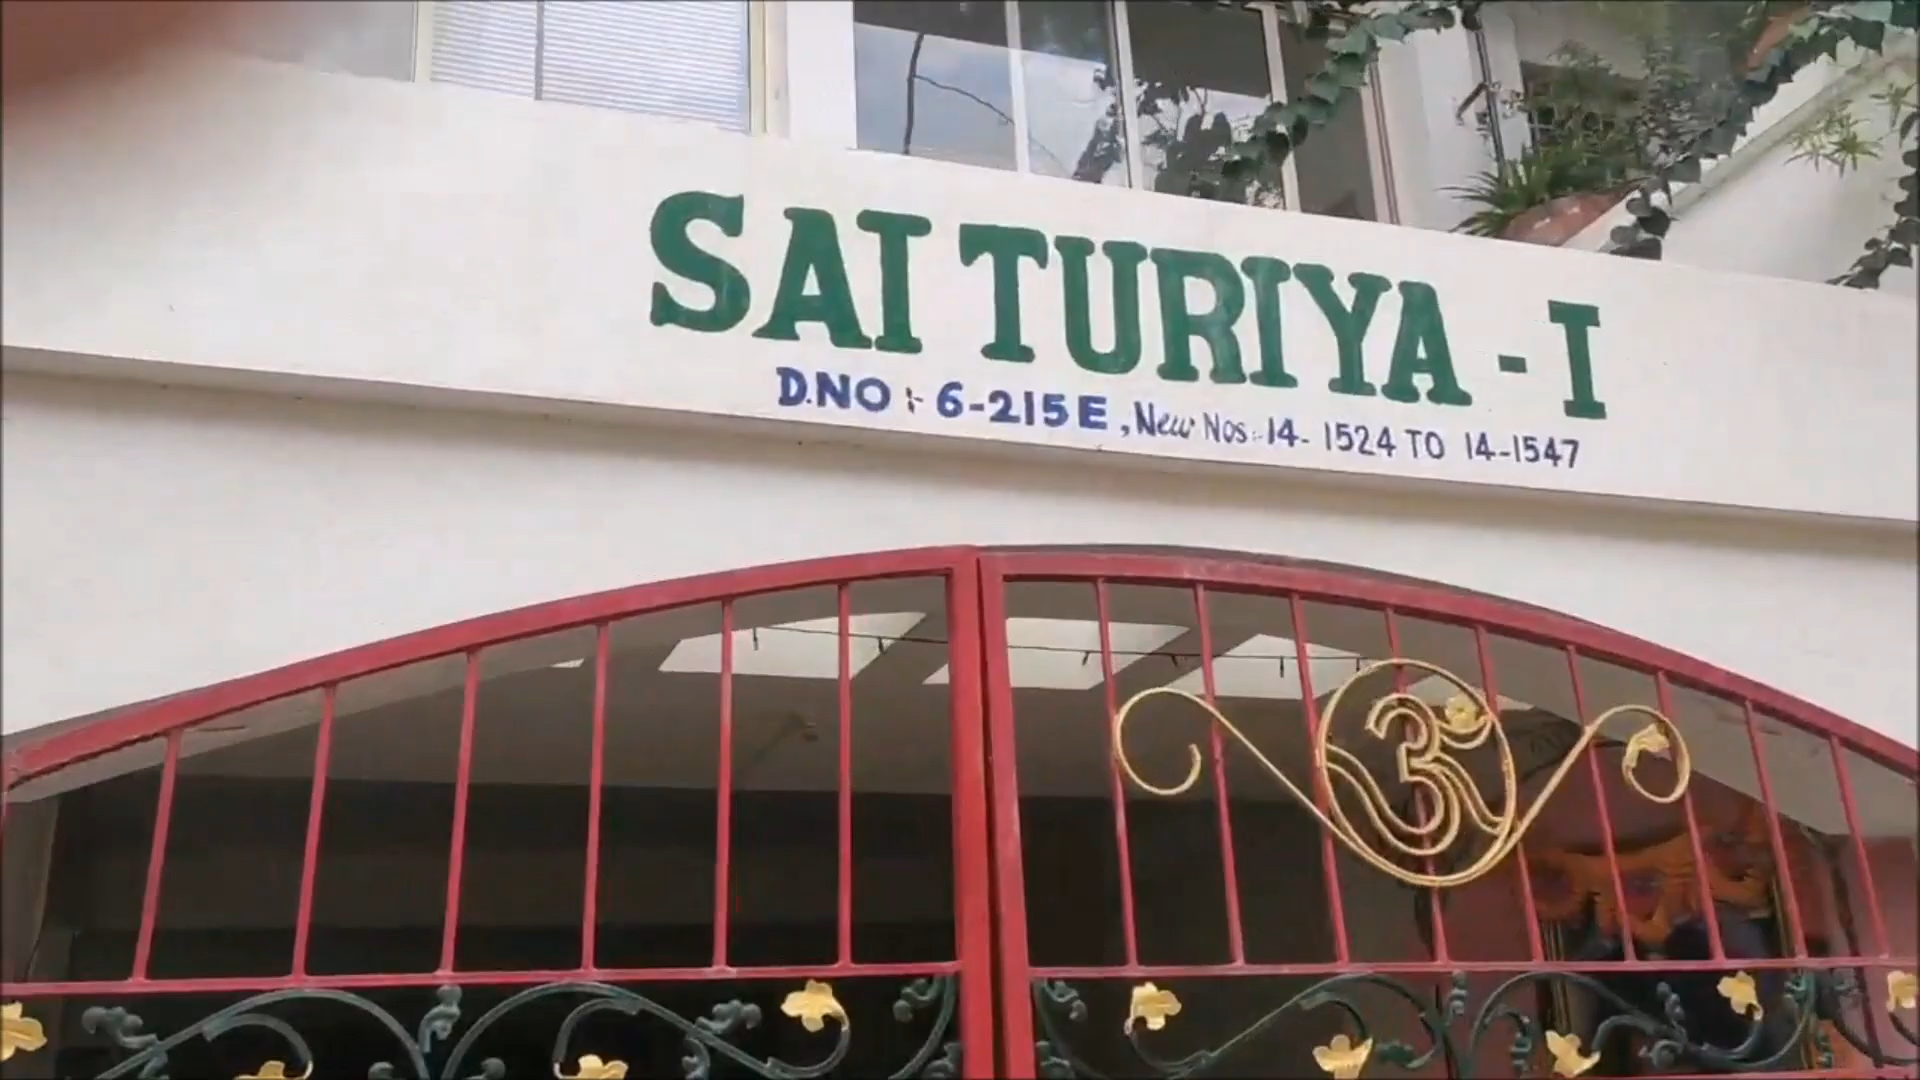 SAI TURIYA - I
D.NO :- 6-215E, New Nos:- 14- 1524 TO 14-1547
ॐ